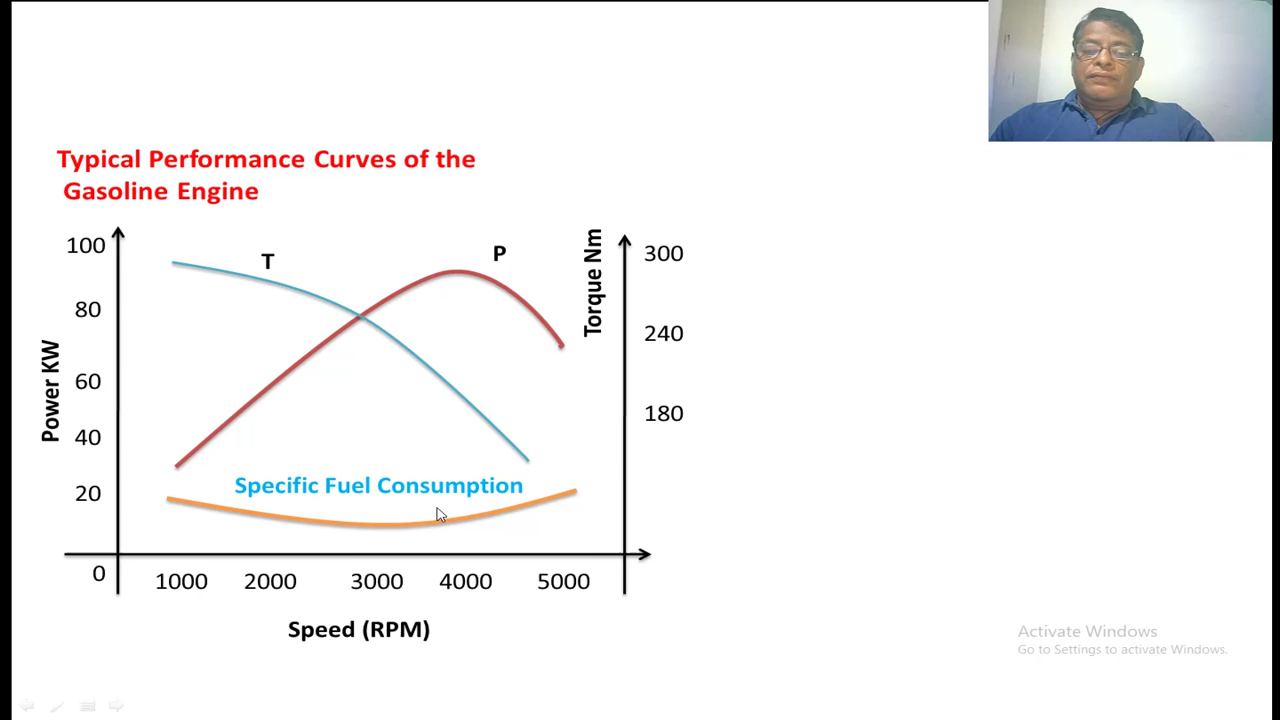 Typical Performance Curves of the
Gasoline Engine
100
80
60
40
20
0
Power KW
T
P
Torque Nm
300
240
180
Specific Fuel Consumption
1000 2000 3000 4000 5000
Speed (RPM)
Activate Windows
Go to Settings to activate Windows.